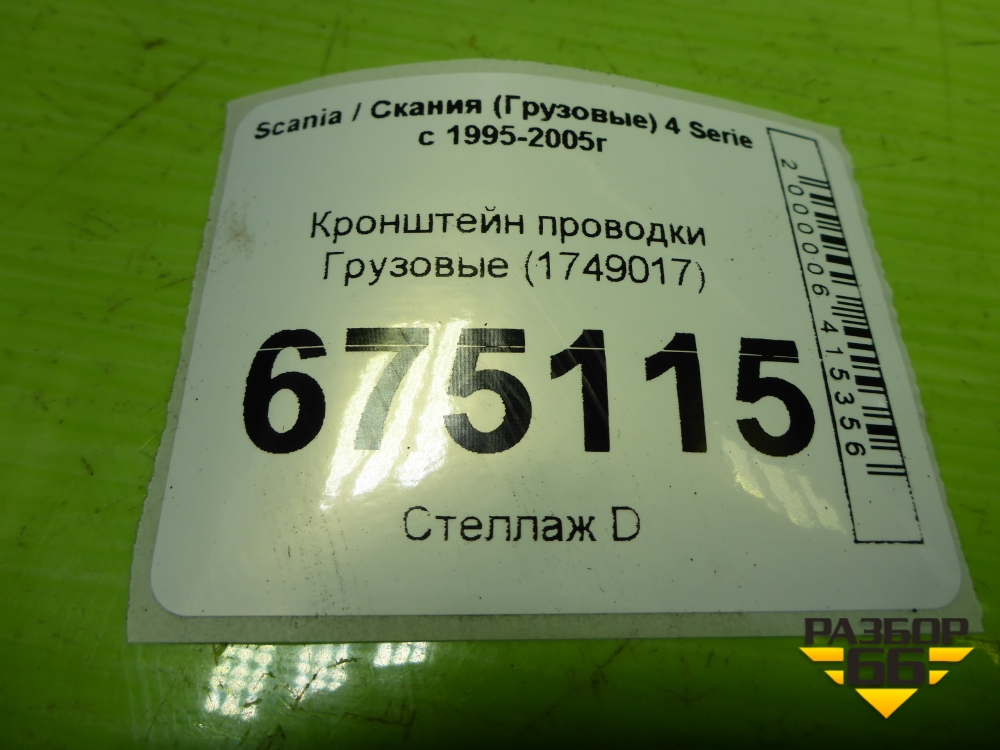 Scania / Скания (Грузовые) 4 Serie
с 1995-2005г
Кронштейн проводки
Грузовые (1749017)
675115
Стеллаж D
2000006415356
РАЗБОР
66